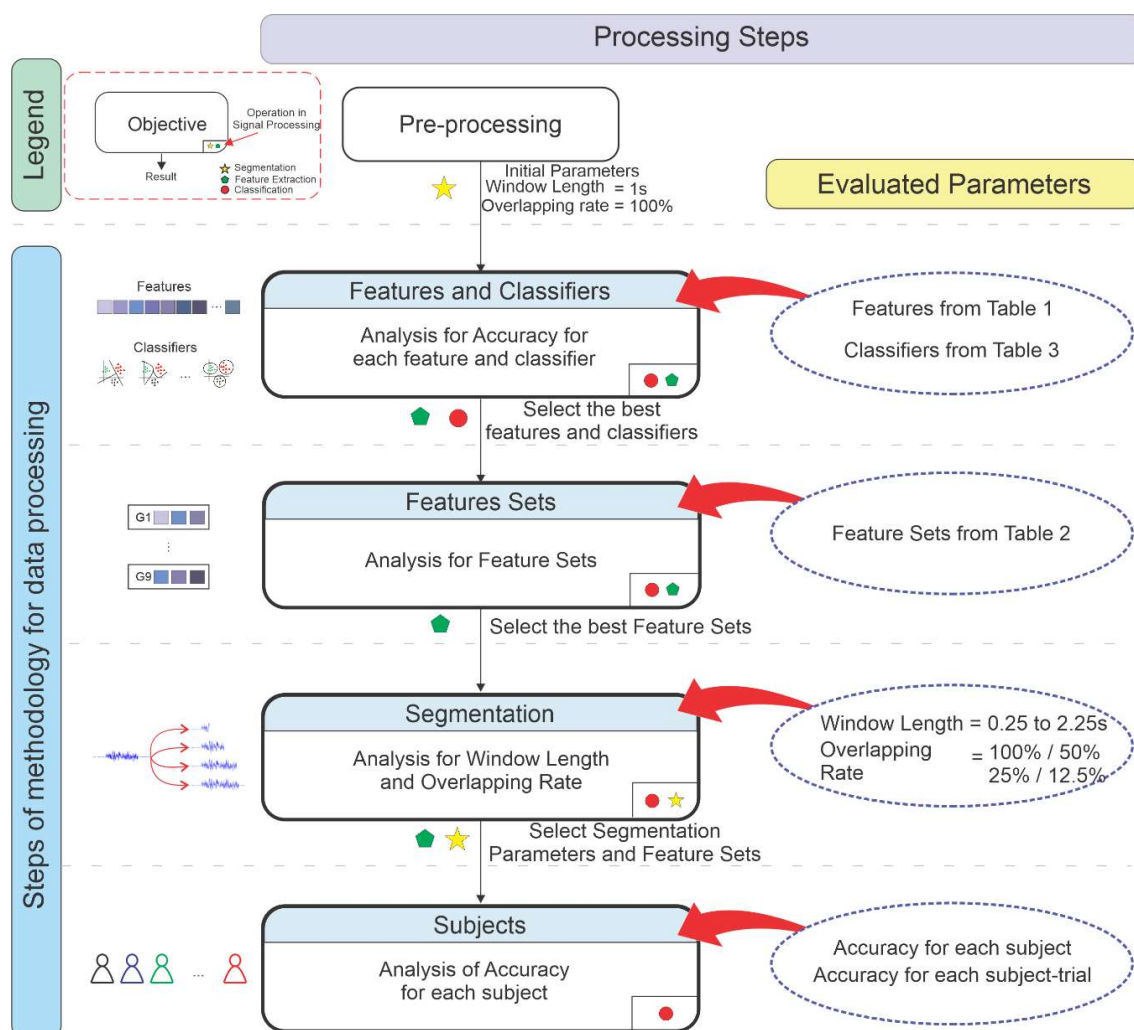 Processing Steps
Legend
Objective
Operation in
Signal Processing
Result
Segmentation
Feature Extraction
Classification
Pre-processing
Initial Parameters
Window Length = 1s
Overlapping rate = 100%
Evaluated Parameters
Steps of methodology for data processing
Features
...
Classifiers
...
Features and Classifiers
Analysis for Accuracy for
each feature and classifier
Features from Table 1
Classifiers from Table 3
Select the best
features and classifiers
G1
...
G9
Features Sets
Analysis for Feature Sets
Feature Sets from Table 2
Select the best Feature Sets
Segmentation
Analysis for Window Length
and Overlapping Rate
Window Length = 0.25 to 2.25s
Overlapping = 100% / 50%
Rate 25% / 12.5%
Select Segmentation
Parameters and Feature Sets
...
Subjects
Analysis of Accuracy
for each subject
Accuracy for each subject
Accuracy for each subject-trial